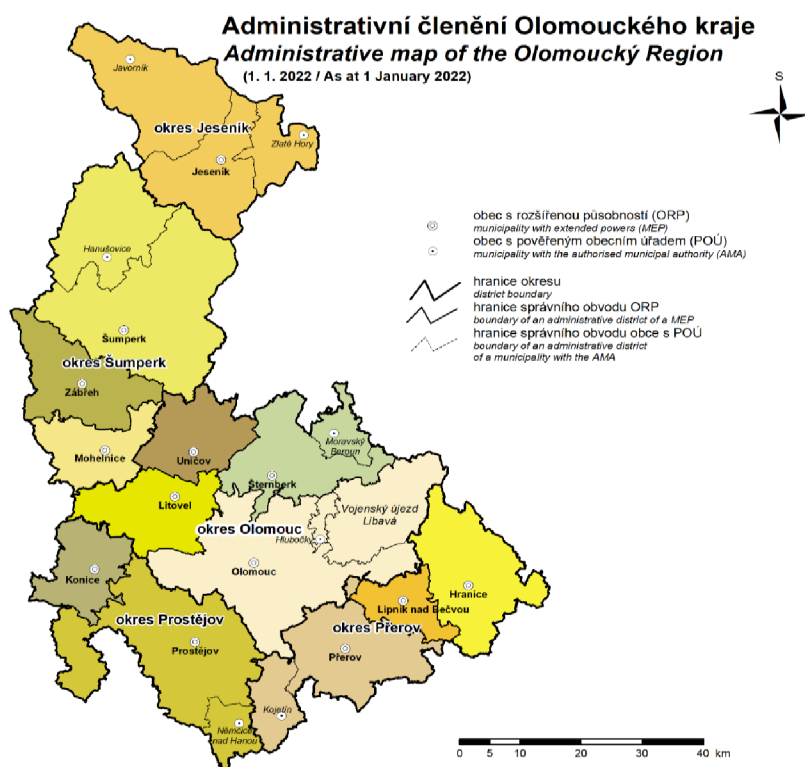 Administrativní členění Olomouckého kraje
Administrative map of the Olomoucký Region
(1. 1. 2022 / As at 1 January 2022)
S
Javorník
okres Jeseník
Zlaté Hory
Jeseník
obec s rozšířenou působností (ORP)
municipality with extended powers (MEP)
obec s pověřeným obecním úřadem (POÚ)
municipality with the authorised municipal authority (AMA)
hranice okresu
district boundary
hranice správního obvodu ORP
boundary of an administrative district of a MEP
hranice správního obvodu obce s POÚ
boundary of an administrative district
of a municipality with the AMA
Hanušovice
Šumperk
okres Šumperk
Zábřeh
Mohelnice
Uničov
Moravský
Beroun
Šternberk
Litovel
Vojenský újezd
Libavá
okres Olomouc
Hlubočky
Olomouc
Konice
Hranice
Lipník nad Bečvou
okres Prostějov
okres Přerov
Prostějov
Přerov
Kojetín
Němčice
nad Hanou
0 5 10 20 30 40 km